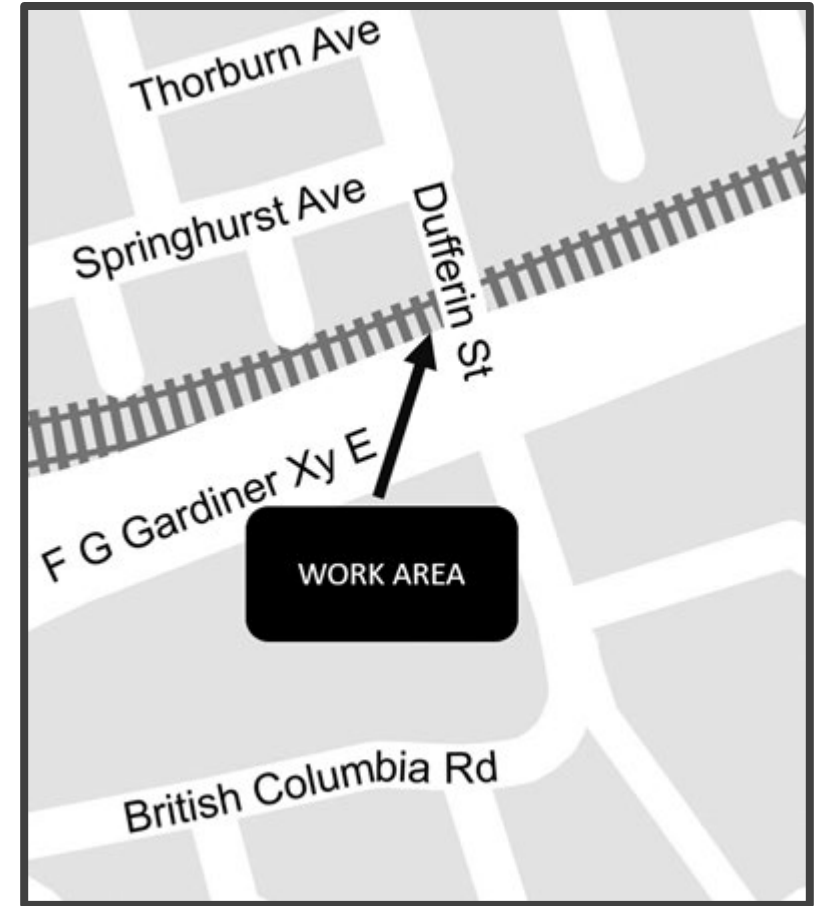 Thorburn Ave
Springhurst Ave
Dufferin St
F G Gardiner Xy E
WORK AREA
British Columbia Rd